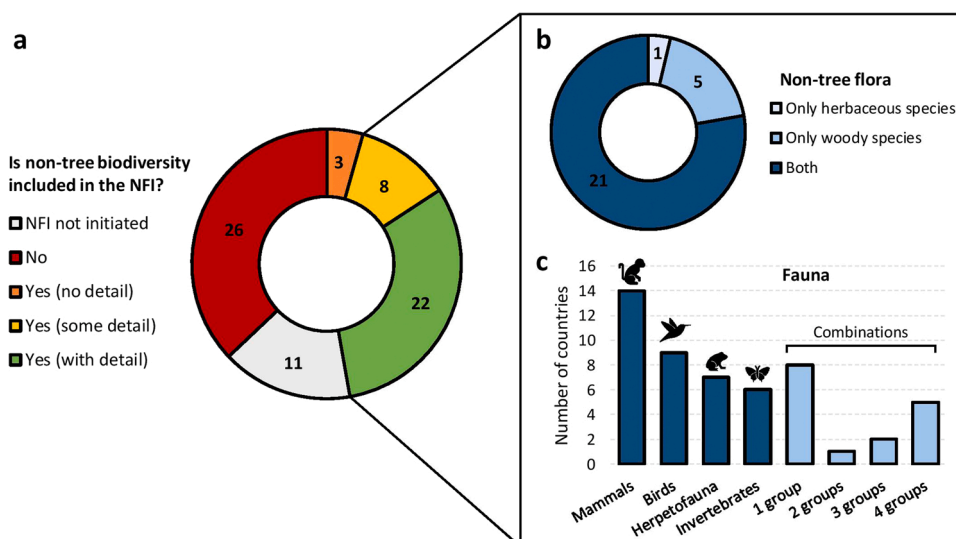 a
Is non-tree biodiversity
included in the NFI?
NFI not initiated
No
Yes (no detail)
Yes (some detail)
Yes (with detail)
3
8
22
11
26
b
1
5
21
Non-tree flora
Only herbaceous species
Only woody species
Both
c
Fauna
Combinations
Number of countries
16
14
12
10
8
6
4
2
0
Mammals
Birds
Herpetofauna
Invertebrates
1 group
2 groups
3 groups
4 groups